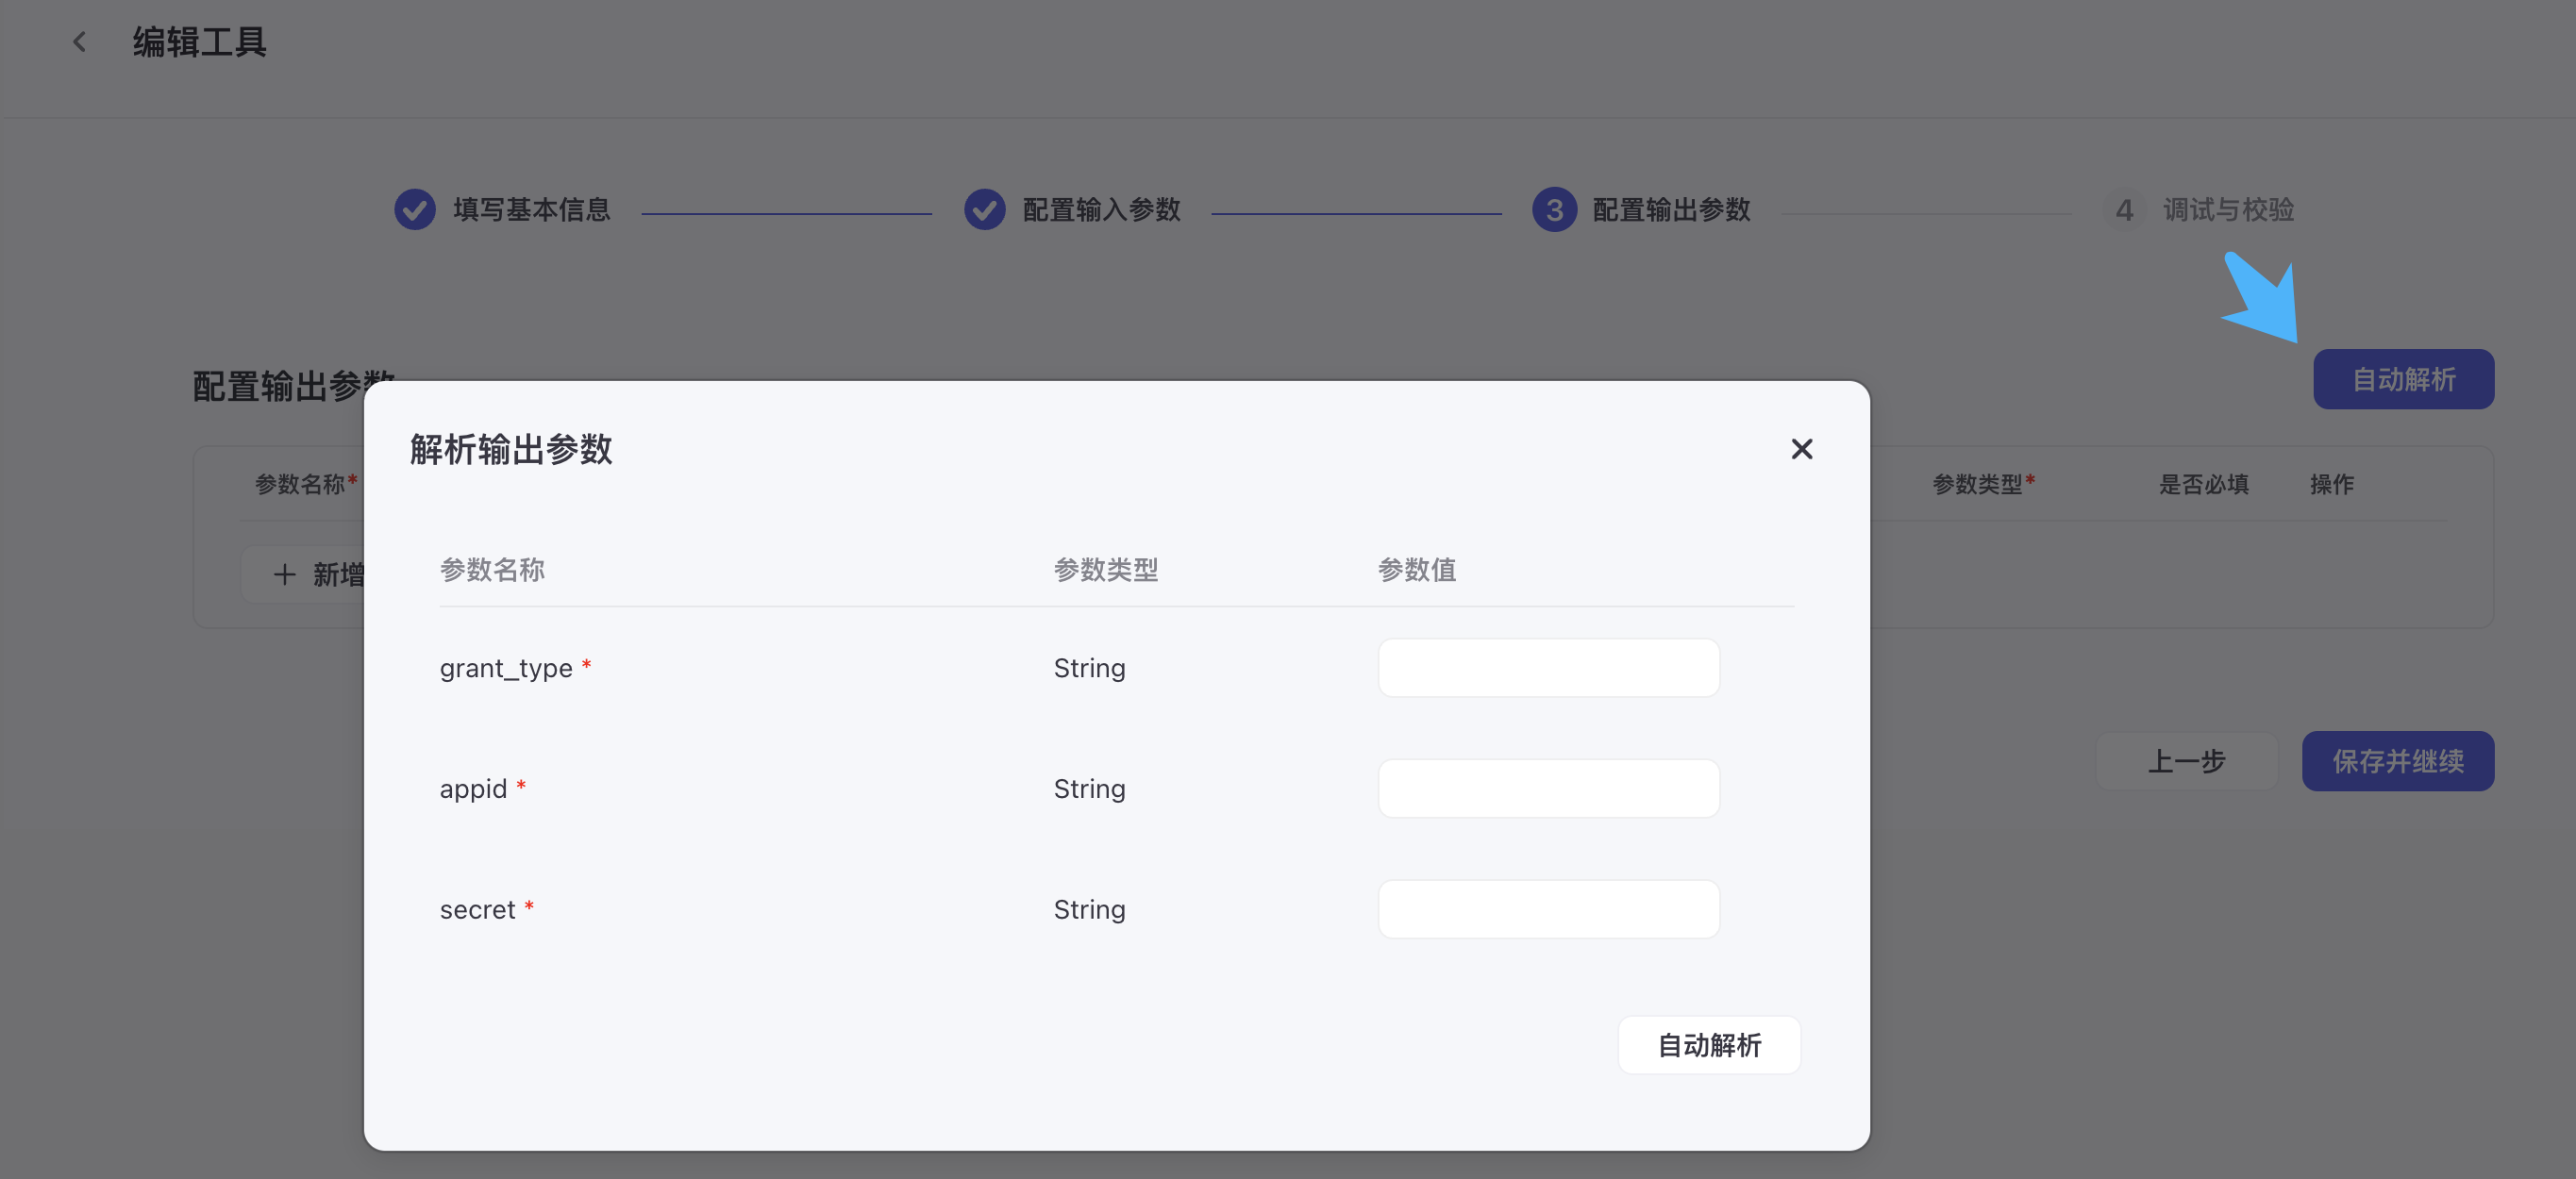 编辑工具
填写基本信息
配置输入参数
3 配置输出参数
4 调试与校验
配置输出参数
自动解析
参数名称*
参数类型*
是否必填
操作
新增
解析输出参数
参数名称 参数类型 参数值
grant_type * String
appid * String
secret * String
自动解析
上一步
保存并继续